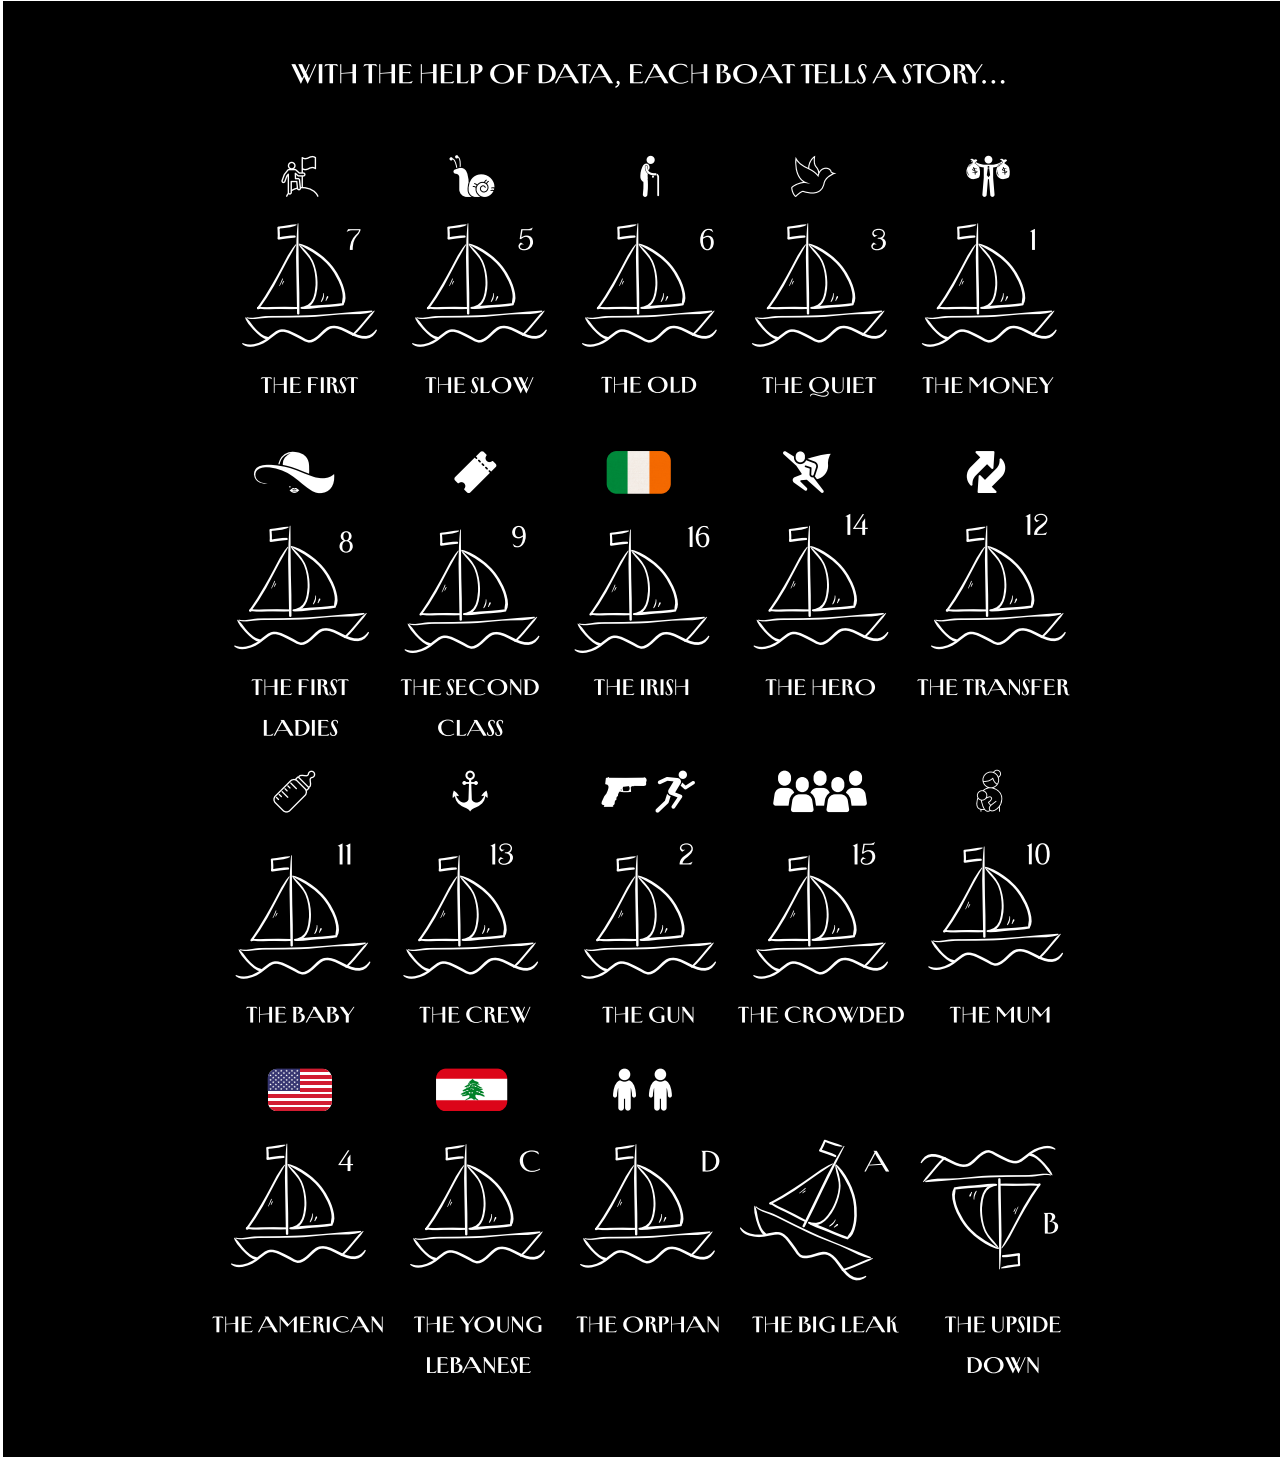 WITH THE HELP OF DATA, EACH BOAT TELLS A STORY...
7 5 6 3 1
THE FIRST THE SLOW THE OLD THE QUIET THE MONEY
8 9 16 14 12
THE FIRST THE SECOND THE IRISH THE HERO THE TRANSFER
LADIES CLASS
11 13 2 15 10
THE BABY THE CREW THE GUN THE CROWDED THE MUM
4 C D A B
THE AMERICAN THE YOUNG THE ORPHAN THE BIG LEAK THE UPSIDE
LEBANESE DOWN